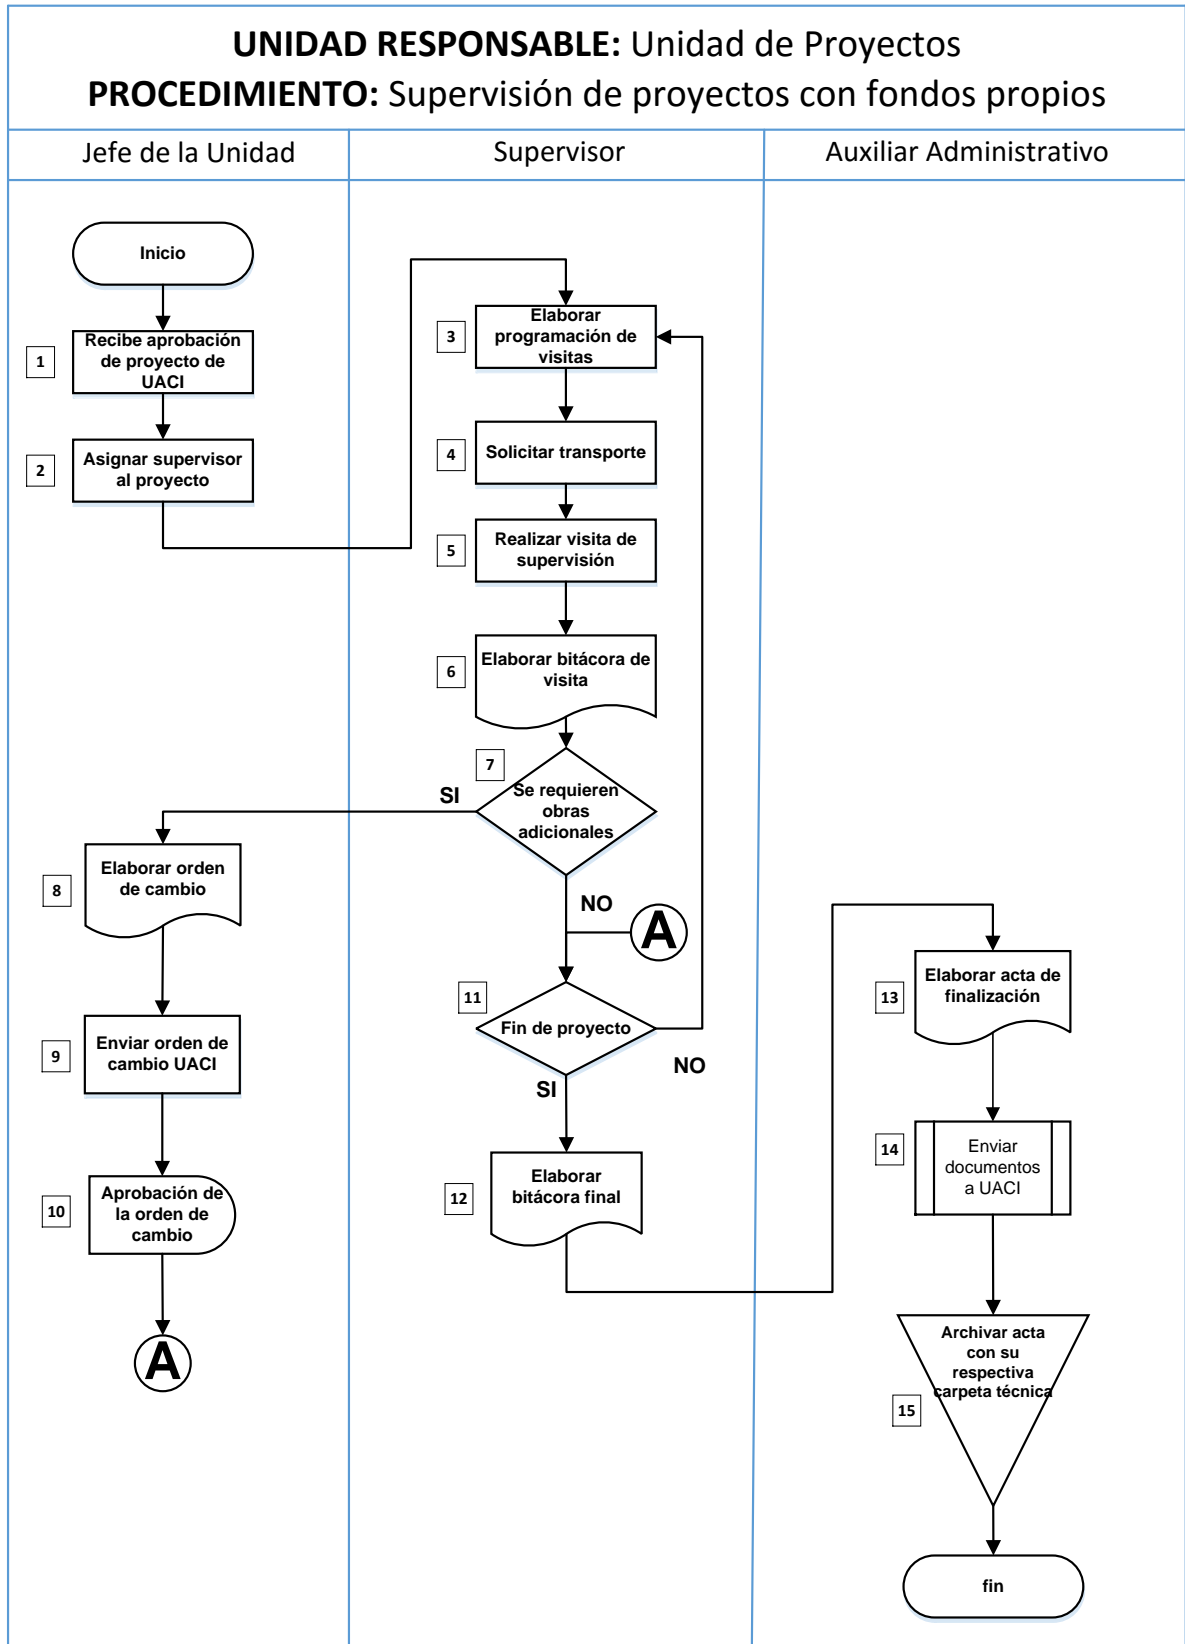 UNIDAD RESPONSABLE: Unidad de Proyectos
PROCEDIMIENTO: Supervisión de proyectos con fondos propios
Jefe de la Unidad
Supervisor
Auxiliar Administrativo
Inicio
1
Recibe aprobación
de proyecto de
UACI
2
Asignar supervisor
al proyecto
3
Elaborar
programación de
visitas
4
Solicitar transporte
5
Realizar visita de
supervisión
6
Elaborar bitácora de
visita
7
Se requieren
obras
adicionales
SI
NO
A
8
Elaborar orden
de cambio
9
Enviar orden de
cambio UACI
10
Aprobación de
la orden de
cambio
A
11
Fin de proyecto
NO
SI
12
Elaborar
bitácora final
13
Elaborar acta de
finalización
14
Enviar
documentos
a UACI
15
Archivar acta
con su
respectiva
carpeta técnica
fin